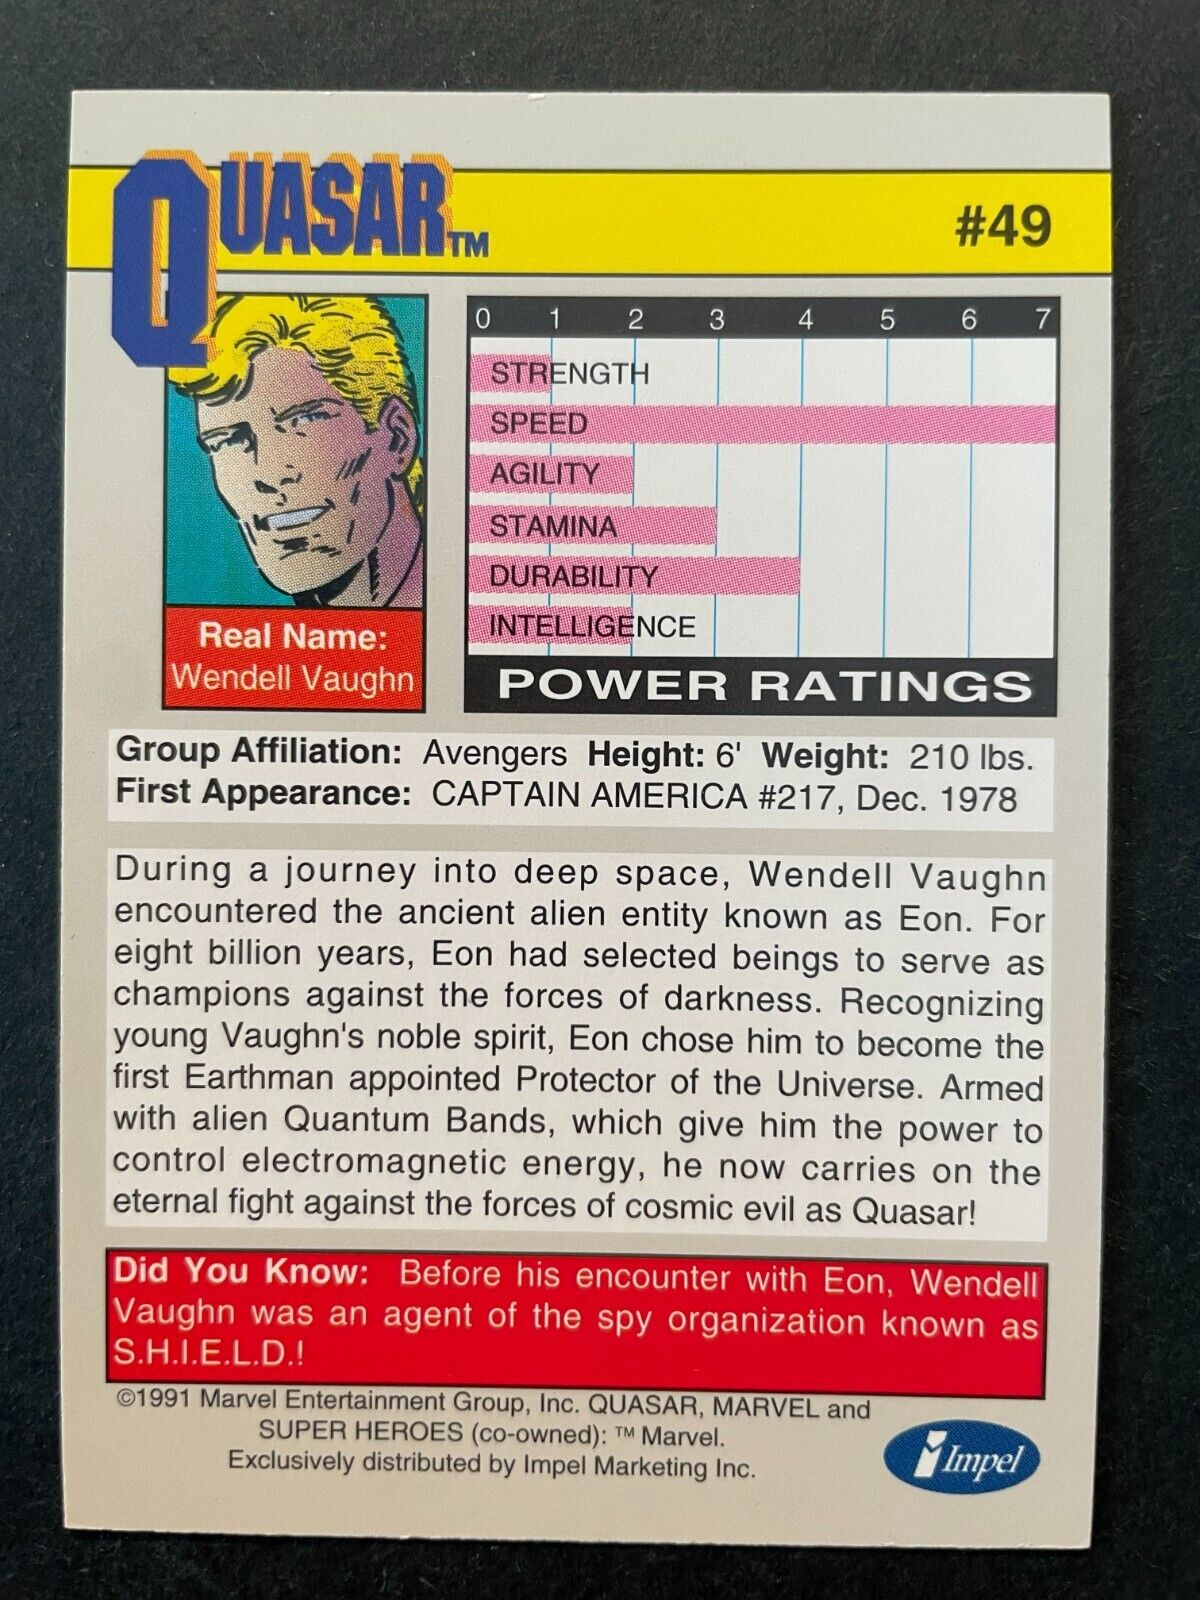 QUASAR™
#49
0 1 2 3 4 5 6 7
STRENGTH
SPEED
AGILITY
STAMINA
DURABILITY
INTELLIGENCE
POWER RATINGS
Real Name:
Wendell Vaughn
Group Affiliation: Avengers Height: 6' Weight: 210 lbs.
First Appearance: CAPTAIN AMERICA #217, Dec. 1978
During a journey into deep space, Wendell Vaughn
encountered the ancient alien entity known as Eon. For
eight billion years, Eon had selected beings to serve as
champions against the forces of darkness. Recognizing
young Vaughn's noble spirit, Eon chose him to become the
first Earthman appointed Protector of the Universe. Armed
with alien Quantum Bands, which give him the power to
control electromagnetic energy, he now carries on the
eternal fight against the forces of cosmic evil as Quasar!
Did You Know: Before his encounter with Eon, Wendell
Vaughn was an agent of the spy organization known as
S.H.I.E.L.D.!
©1991 Marvel Entertainment Group, Inc. QUASAR, MARVEL and
SUPER HEROES (co-owned): ™ Marvel.
Exclusively distributed by Impel Marketing Inc.
Impel